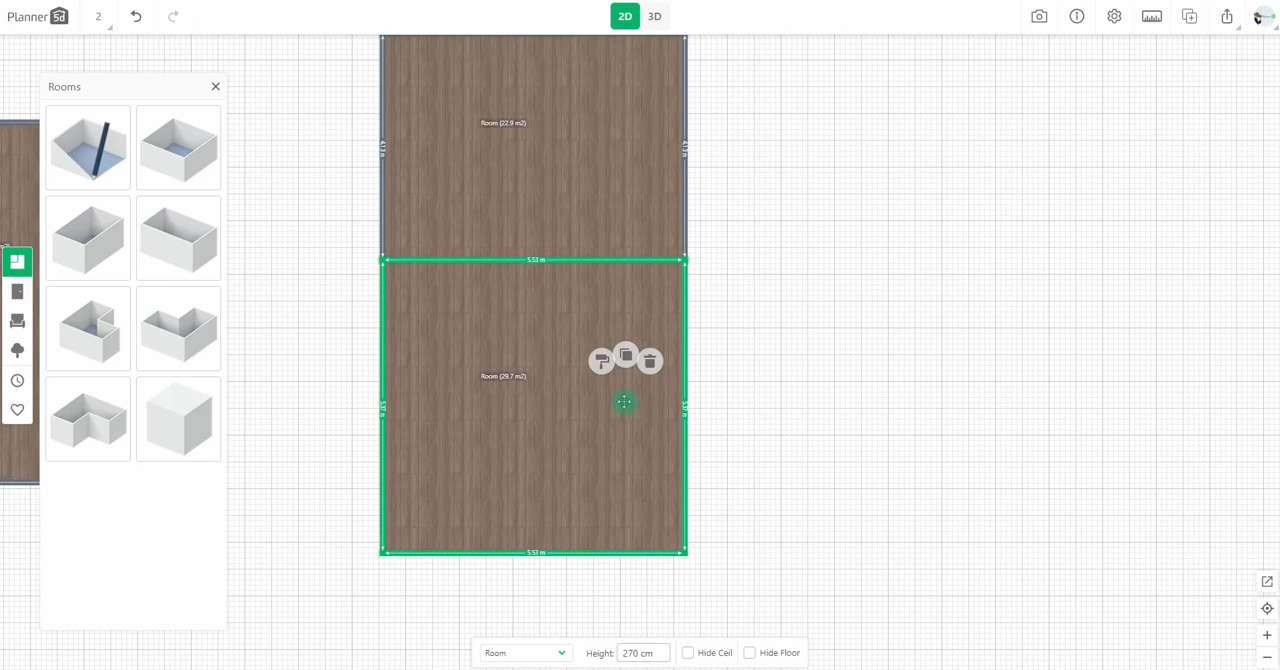 Planner 5d
2
2D
3D
Rooms
Room (22.9 m2)
5.53 m
Room (29.7 m2)
5.53 m
Room
Height:
270 cm
Hide Ceil
Hide Floor